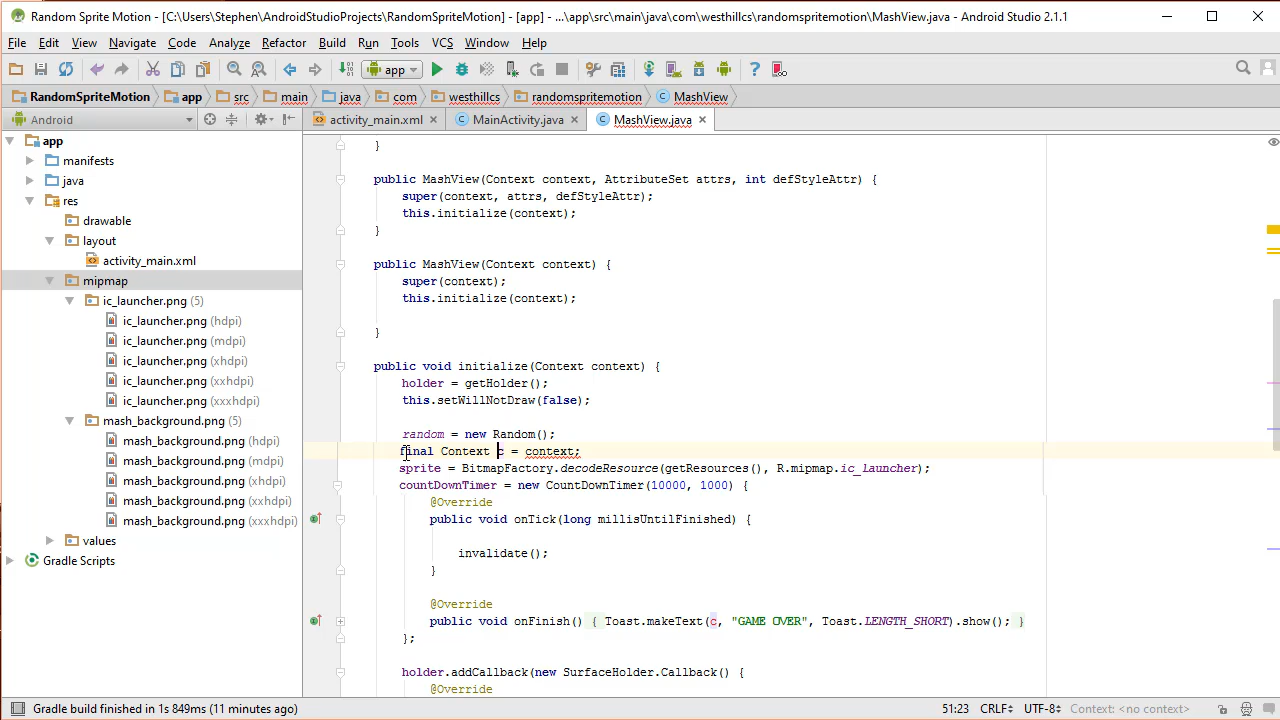 Random Sprite Motion - [C:\Users\Stephen\AndroidStudioProjects\RandomSpriteMotion] - [app] - ...\app\src\main\java\com\westhillcs\randomspritemotion\MashView.java - Android Studio 2.1.1
File Edit View Navigate Code Analyze Refactor Build Run Tools VCS Window Help
app
RandomSpriteMotion app src main java com westhillcs randomspritemotion MashView
Android
activity_main.xml MainActivity.java MashView.java
app
manifests
java
res
drawable
layout
activity_main.xml
mipmap
ic_launcher.png (5)
ic_launcher.png (hdpi)
ic_launcher.png (mdpi)
ic_launcher.png (xhdpi)
ic_launcher.png (xxhdpi)
ic_launcher.png (xxxhdpi)
mash_background.png (5)
mash_background.png (hdpi)
mash_background.png (mdpi)
mash_background.png (xhdpi)
mash_background.png (xxhdpi)
mash_background.png (xxxhdpi)
values
Gradle Scripts
}
public MashView(Context context, AttributeSet attrs, int defStyleAttr) {
super(context, attrs, defStyleAttr);
this.initialize(context);
}
public MashView(Context context) {
super(context);
this.initialize(context);
}
public void initialize(Context context) {
holder = getHolder();
this.setWillNotDraw(false);
random = new Random();
final Context c = context;
sprite = BitmapFactory.decodeResource(getResources(), R.mipmap.ic_launcher);
countDownTimer = new CountDownTimer(10000, 1000) {
@Override
public void onTick(long millisUntilFinished) {
invalidate();
}
@Override
public void onFinish() { Toast.makeText(c, "GAME OVER", Toast.LENGTH_SHORT).show(); }
};
holder.addCallback(new SurfaceHolder.Callback() {
@Override
Gradle build finished in 1s 849ms (11 minutes ago) 51:23 CRLF UTF-8 Context: <no context>